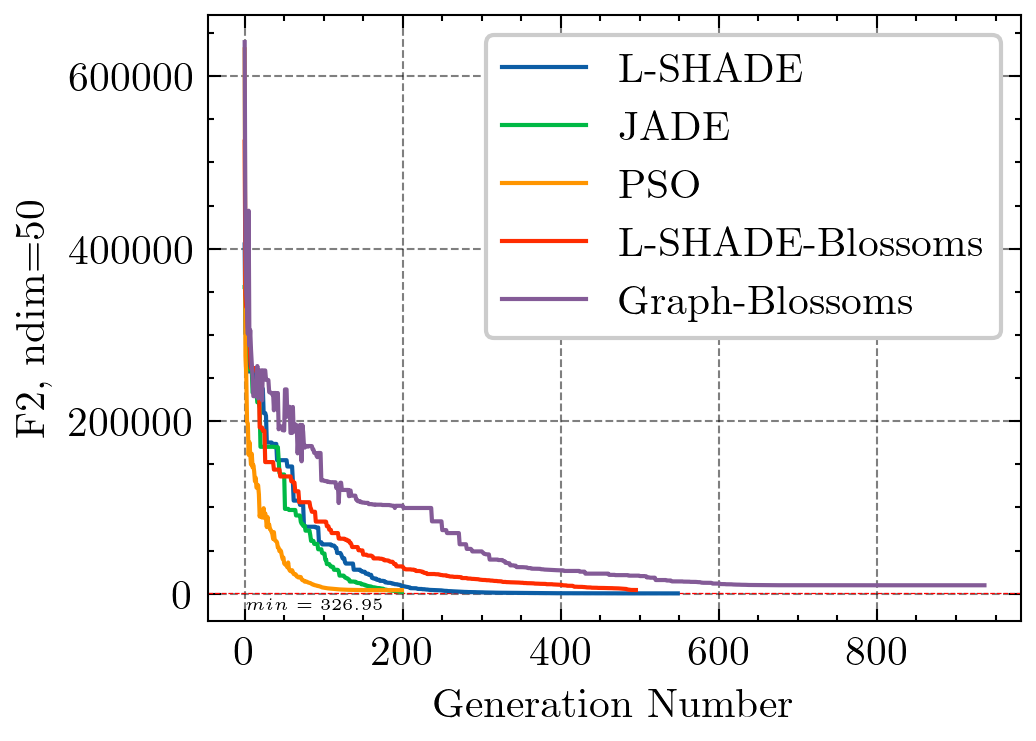 600000
400000
200000
0
F2, ndim=50
L-SHADE
JADE
PSO
L-SHADE-Blossoms
Graph-Blossoms
min = 326.95
0 200 400 600 800
Generation Number